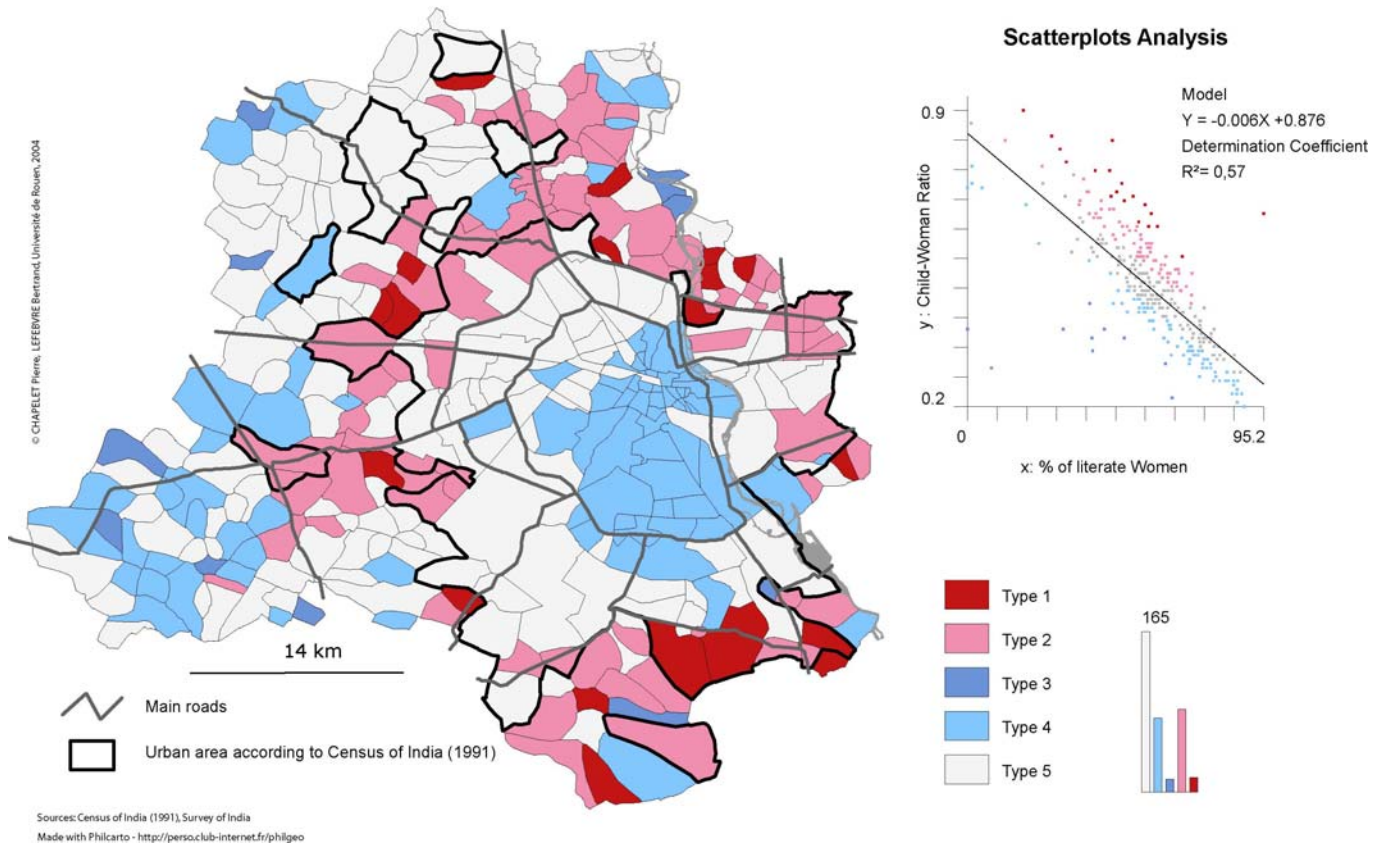 Scatterplots Analysis
Model
Y = -0.006X +0.876
Determination Coefficient
R²= 0,57
0.9
y : Child-Woman Ratio
0.2
0
95.2
x: % of literate Women
© CHAPELET Pierre, LEFEBVRE Bertrand, Université de Rouen, 2004
14 km
Main roads
Urban area according to Census of India (1991)
Type 1
Type 2
Type 3
Type 4
Type 5
165
Sources: Census of India (1991), Survey of India
Made with Philcarto - http://perso.club-internet.fr/philgeo